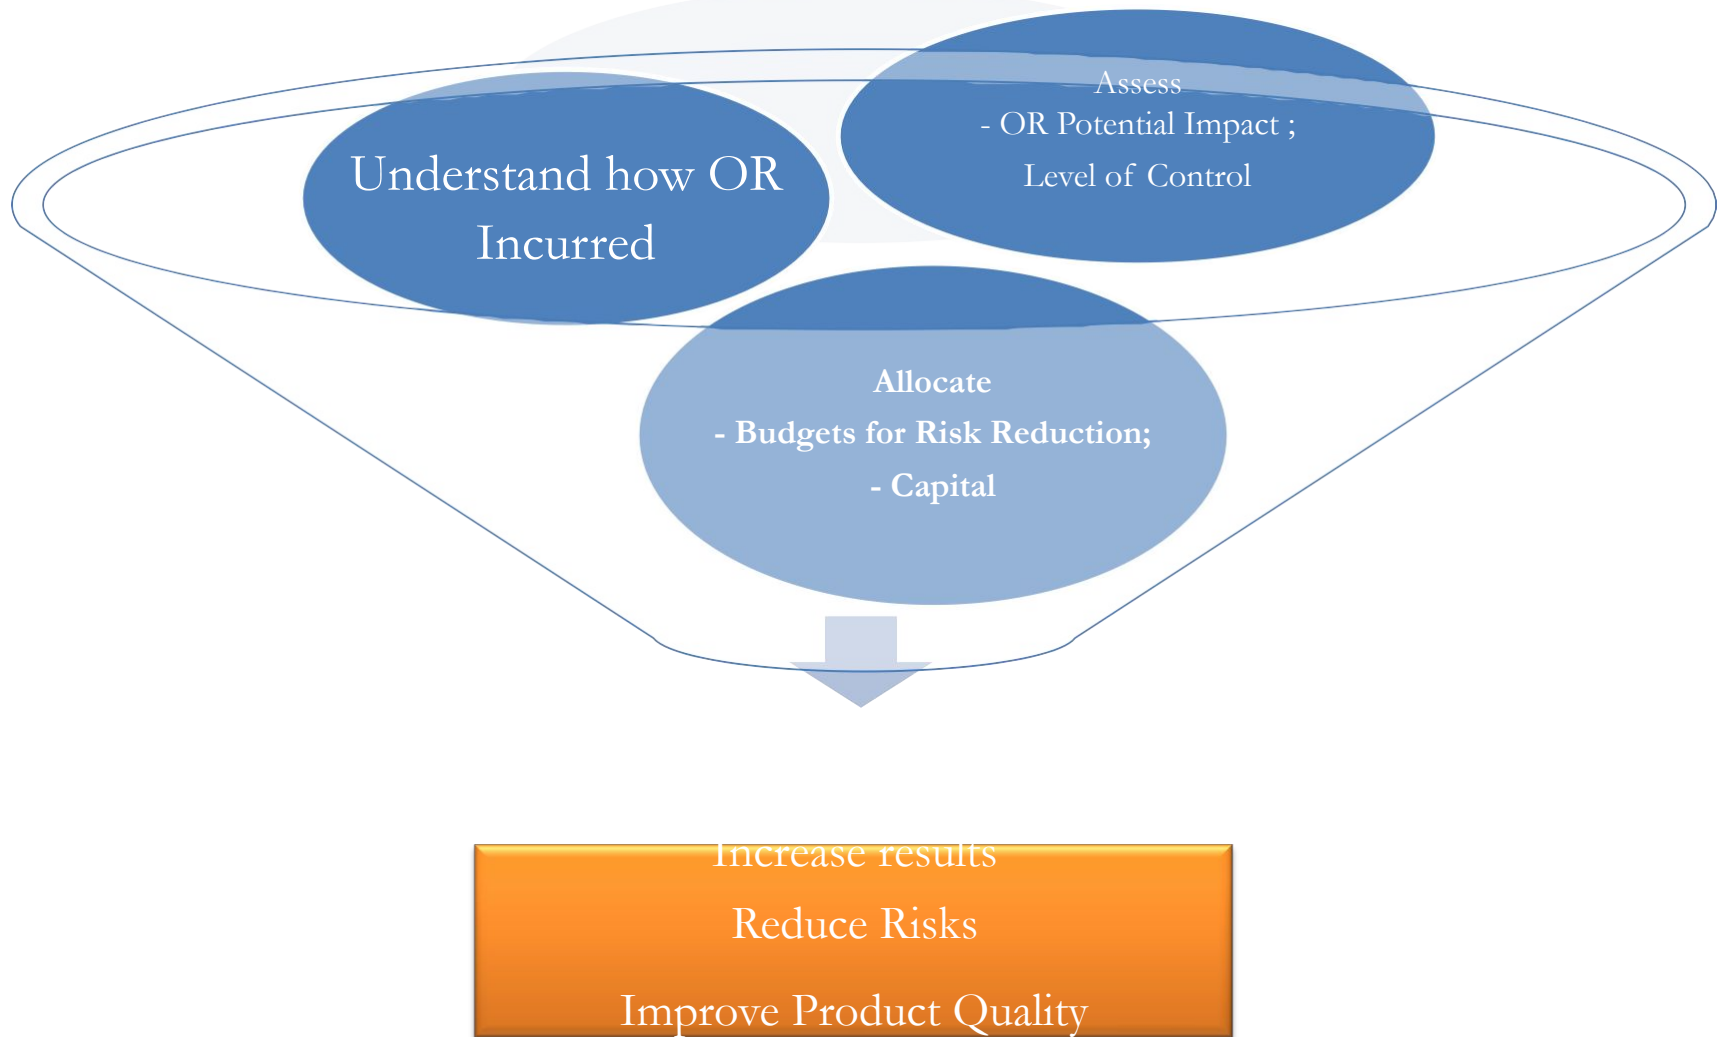 Understand how OR
Incurred
Assess
- OR Potential Impact ;
Level of Control
Allocate
- Budgets for Risk Reduction;
- Capital
Increase results
Reduce Risks
Improve Product Quality